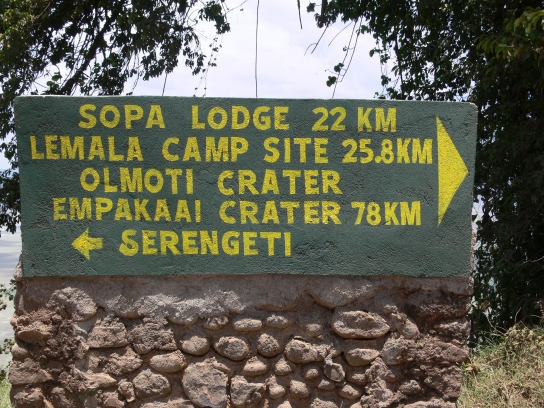 SOPA LODGE 22 KM
LEMALA CAMP SITE 25.8KM
OLMOTI CRATER
EMPAKAAI CRATER 78KM
SERENGETI